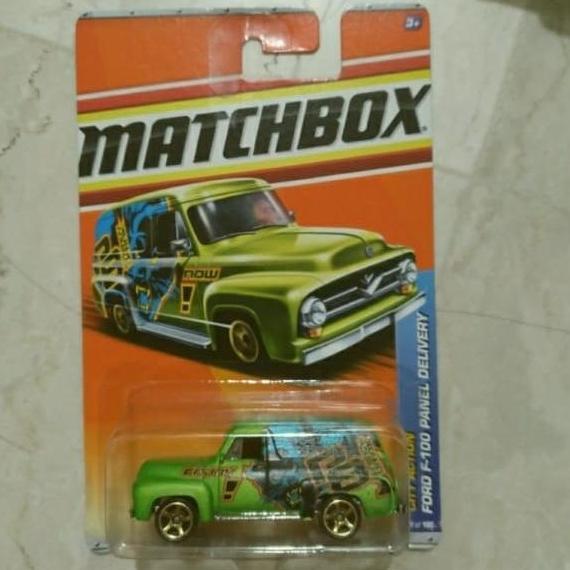 3+
MATCHBOX
NOW
!
CITY ACTION
FORD F-100 PANEL DELIVERY